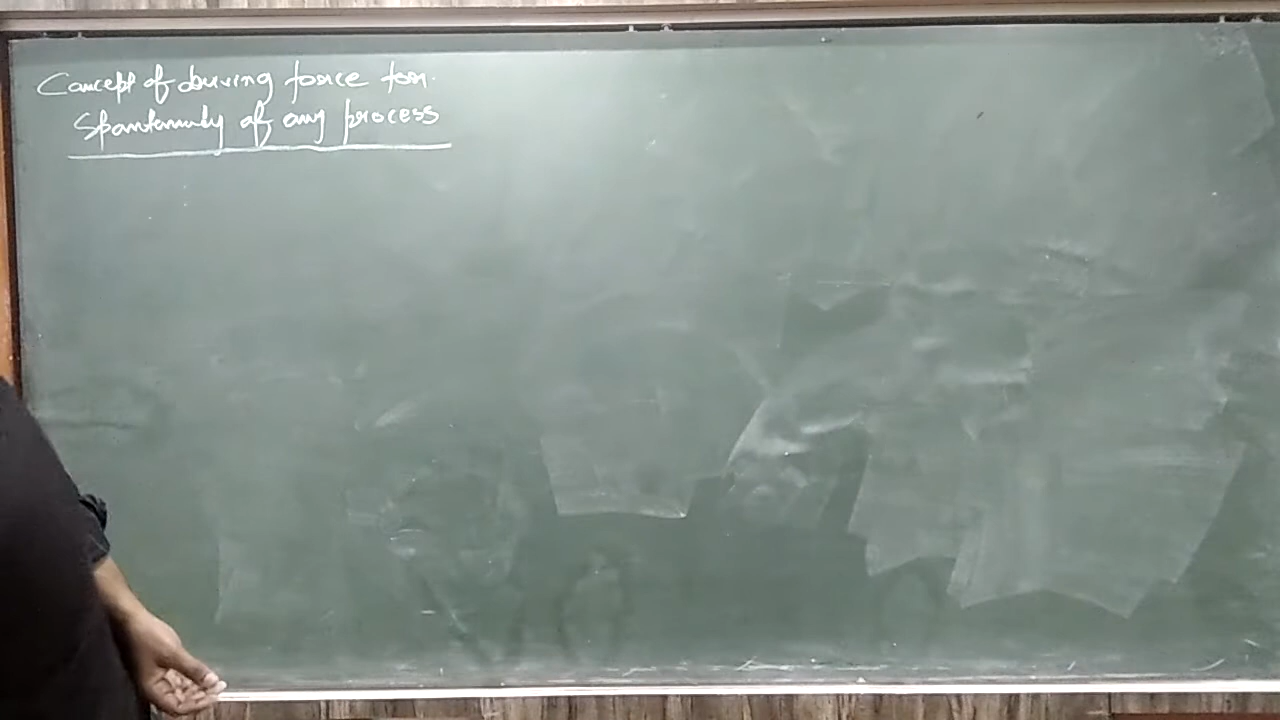 Concept of driving force for
Spontaneity of any process